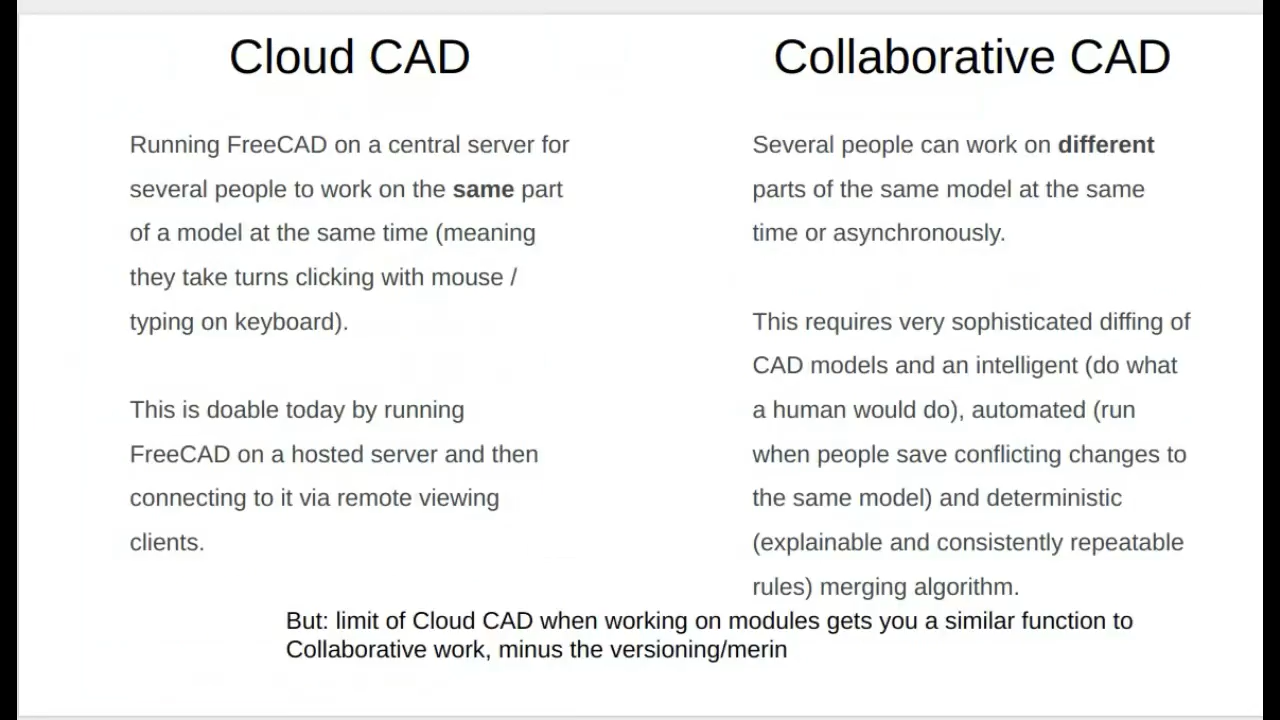 Cloud CAD
Running FreeCAD on a central server for
several people to work on the same part
of a model at the same time (meaning
they take turns clicking with mouse /
typing on keyboard).
This is doable today by running
FreeCAD on a hosted server and then
connecting to it via remote viewing
clients.
Collaborative CAD
Several people can work on different
parts of the same model at the same
time or asynchronously.
This requires very sophisticated diffing of
CAD models and an intelligent (do what
a human would do), automated (run
when people save conflicting changes to
the same model) and deterministic
(explainable and consistently repeatable
rules) merging algorithm.
But: limit of Cloud CAD when working on modules gets you a similar function to
Collaborative work, minus the versioning/merin